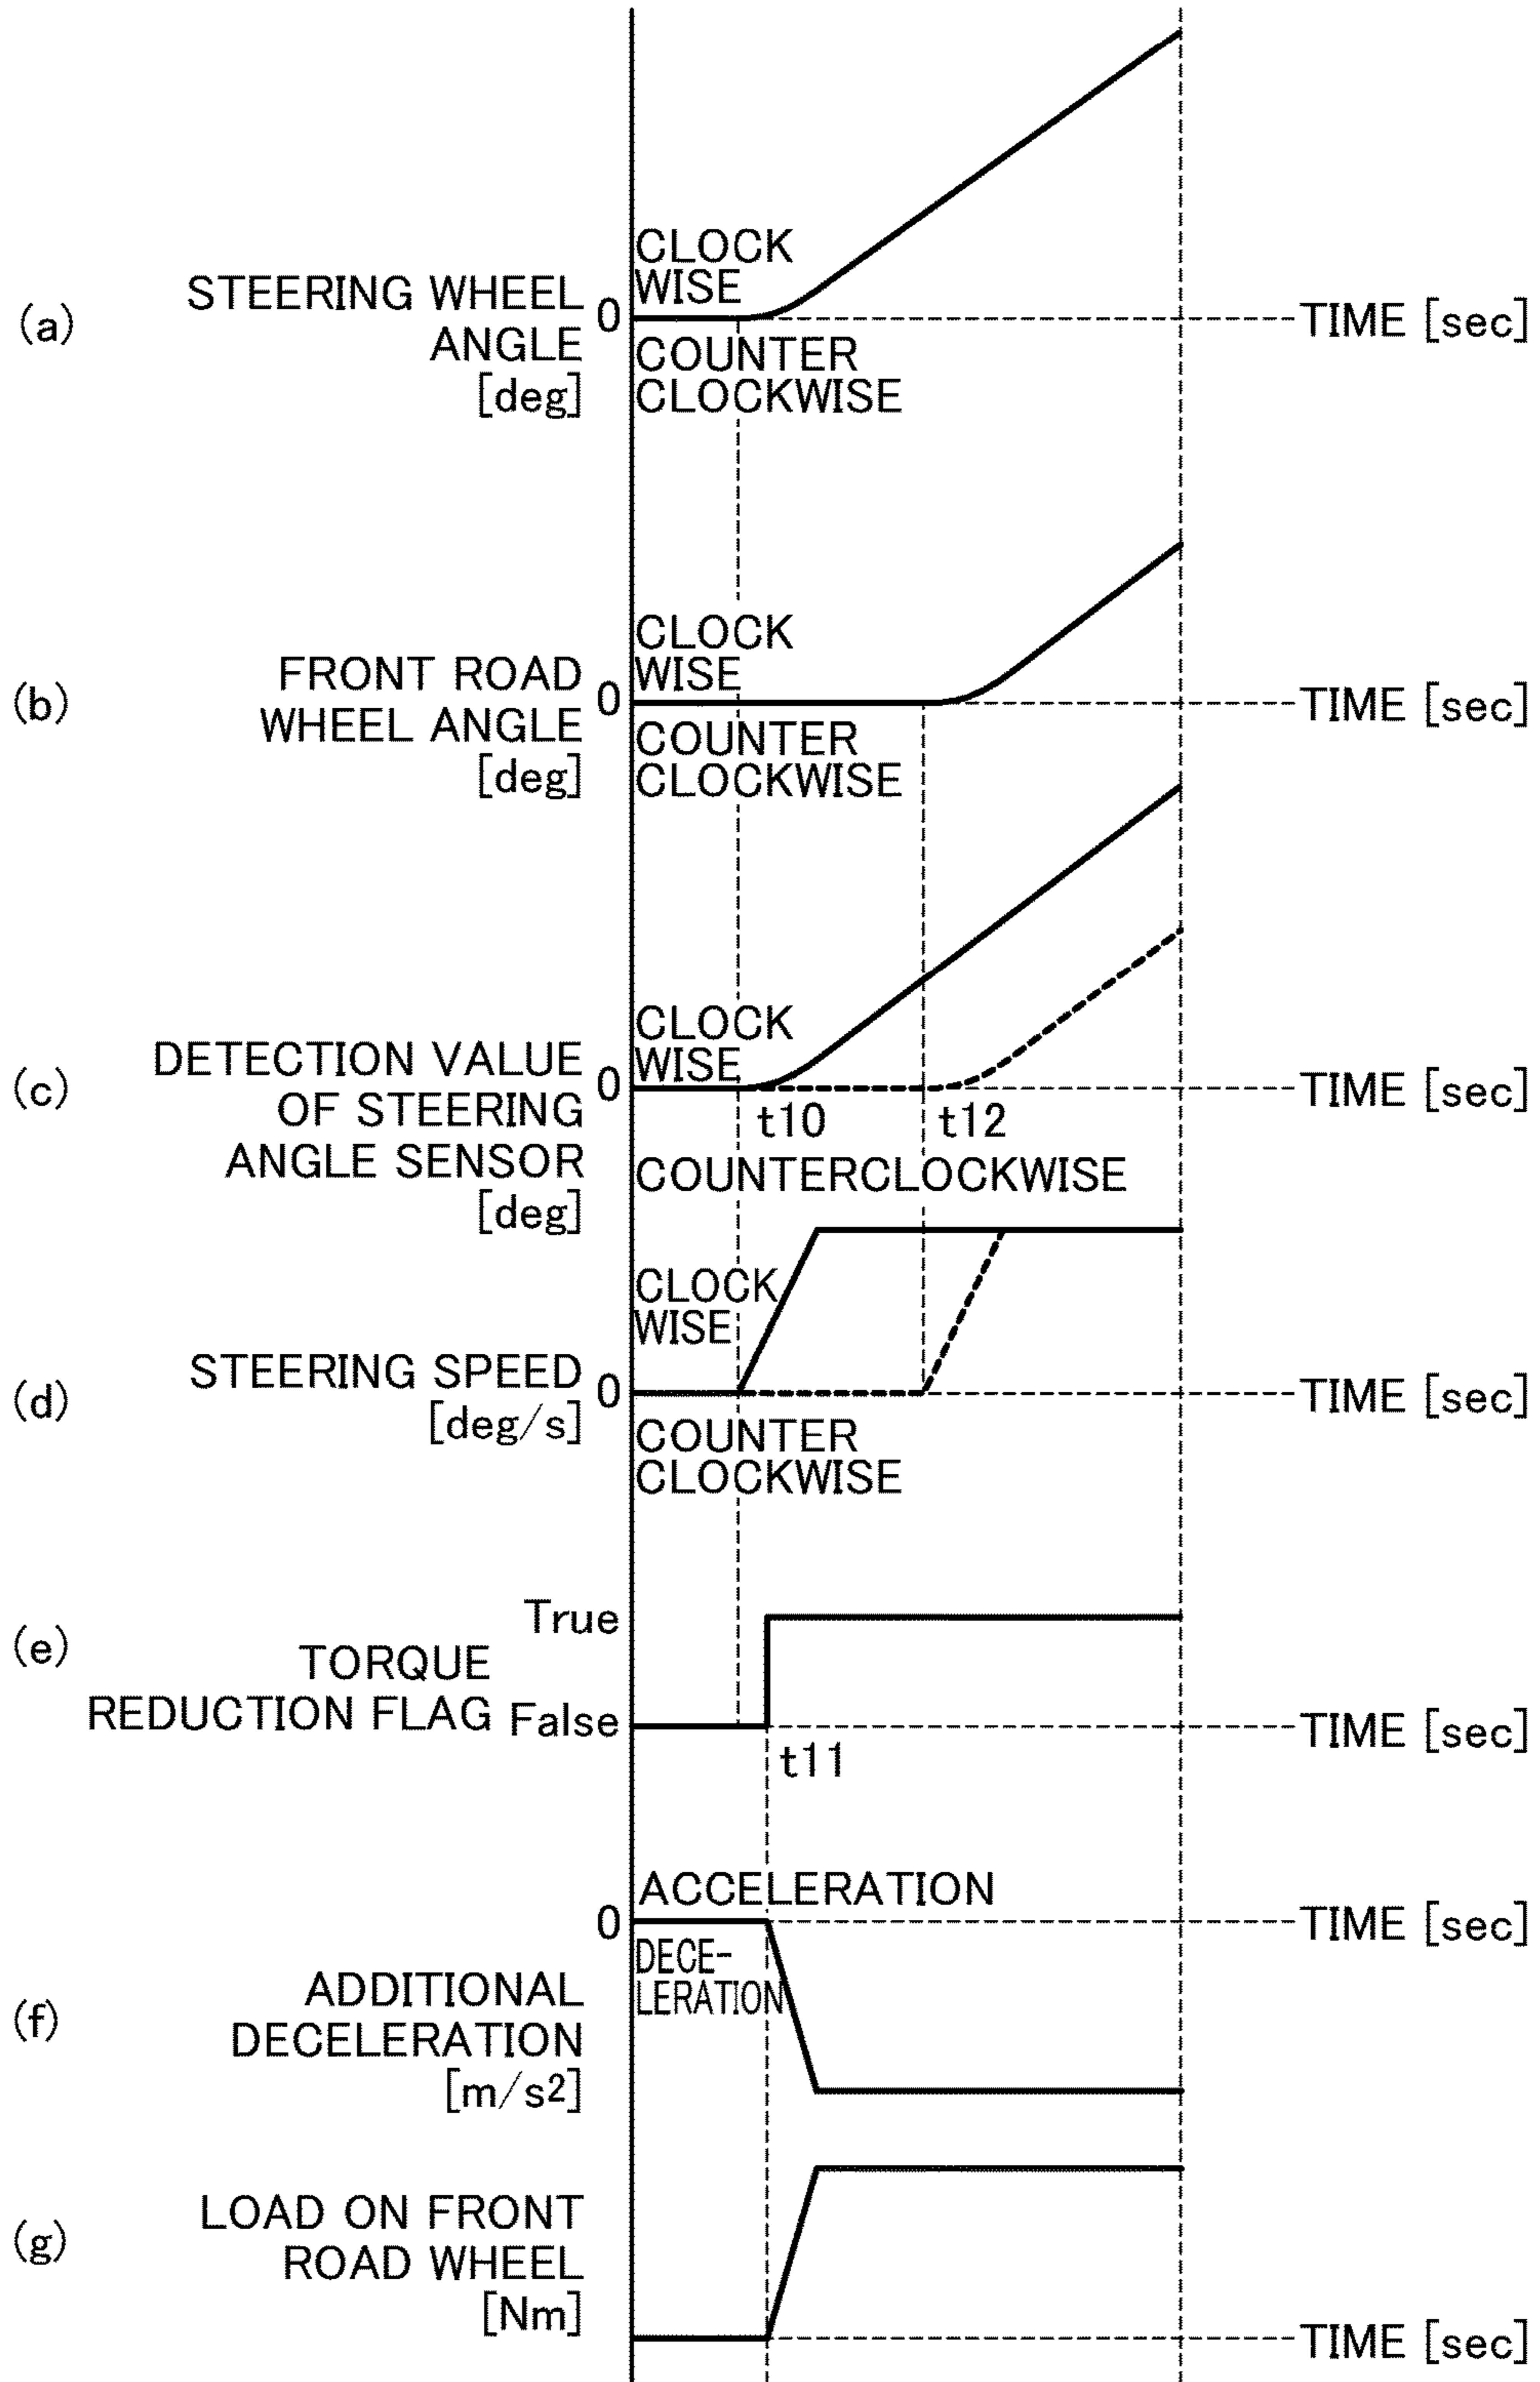 CLOCK
WISE
(a)
STEERING WHEEL
ANGLE
[deg]
0
TIME [sec]
COUNTER
CLOCKWISE
CLOCK
WISE
(b)
FRONT ROAD
WHEEL ANGLE
[deg]
0
TIME [sec]
COUNTER
CLOCKWISE
CLOCK
WISE
(c)
DETECTION VALUE
OF STEERING
ANGLE SENSOR
[deg]
0
TIME [sec]
t10
t12
COUNTERCLOCKWISE
CLOCK
WISE
(d)
STEERING SPEED
[deg/s]
0
TIME [sec]
COUNTER
CLOCKWISE
(e)
True
TORQUE
REDUCTION FLAG
False
TIME [sec]
t11
ACCELERATION
0
TIME [sec]
DECE-
LERATION
(f)
ADDITIONAL
DECELERATION
[m/s2]
(g)
LOAD ON FRONT
ROAD WHEEL
[Nm]
TIME [sec]